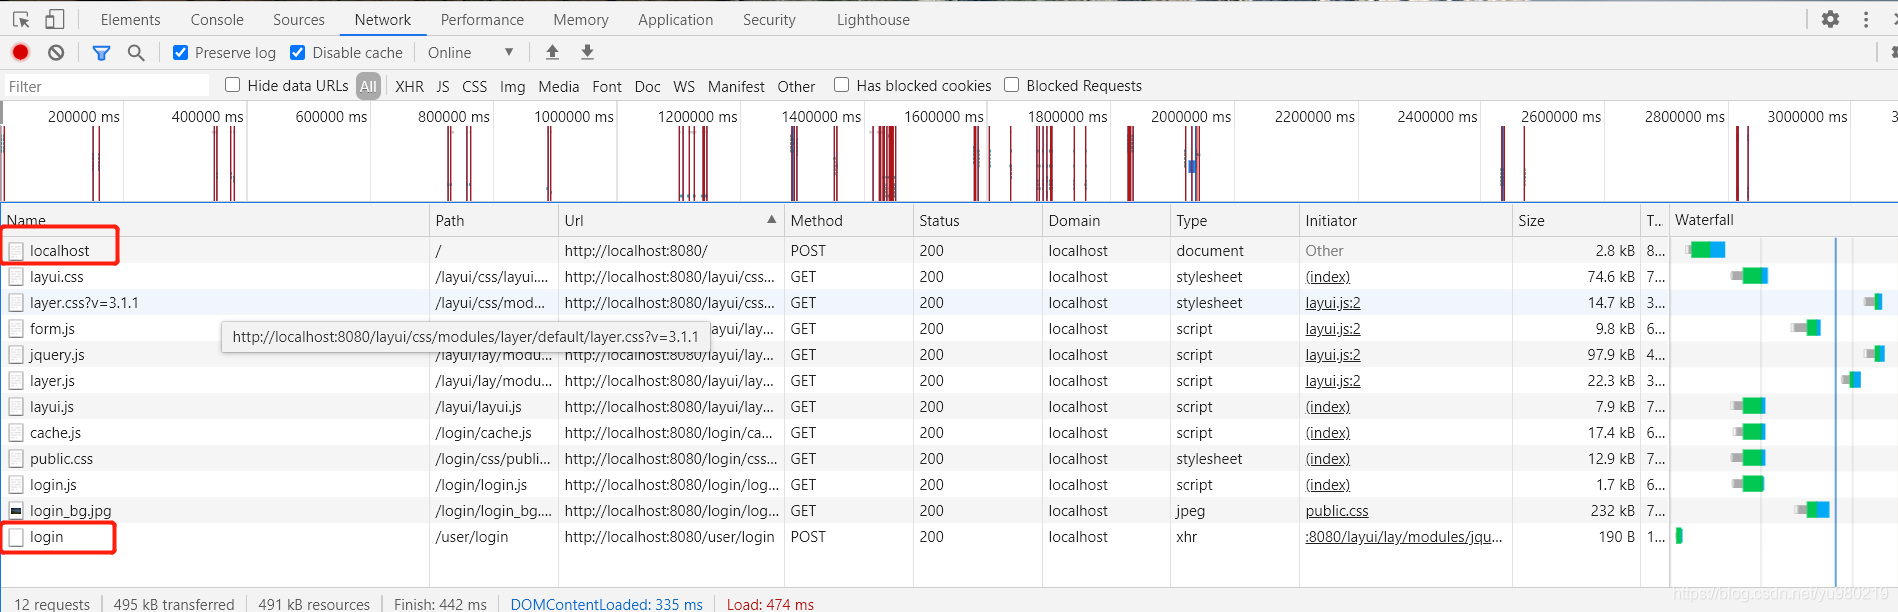 Elements Console Sources Network Performance Memory Application Security Lighthouse
Preserve log Disable cache Online
Filter Hide data URLs All XHR JS CSS Img Media Font Doc WS Manifest Other Has blocked cookies Blocked Requests
200000 ms 400000 ms 600000 ms 800000 ms 1000000 ms 1200000 ms 1400000 ms 1600000 ms 1800000 ms 2000000 ms 2200000 ms 2400000 ms 2600000 ms 2800000 ms 3000000 ms 3
Name Path Url Method Status Domain Type Initiator Size T... Waterfall
localhost / http://localhost:8080/ POST 200 localhost document Other 2.8 kB 8...
layui.css /layui/css/layui.... http://localhost:8080/layui/css... GET 200 localhost stylesheet (index) 74.6 kB 7...
layer.css?v=3.1.1 /layui/css/mod... http://localhost:8080/layui/css... GET 200 localhost stylesheet layui.js:2 14.7 kB 3...
form.js GET 200 localhost script layui.js:2 9.8 kB 6...
http://localhost:8080/layui/css/modules/layer/default/layer.css?v=3.1.1
jquery.js /layui/lay/modu... http://localhost:8080/layui/lay... GET 200 localhost script layui.js:2 97.9 kB 4...
layer.js /layui/lay/modu... http://localhost:8080/layui/lay... GET 200 localhost script layui.js:2 22.3 kB 3...
layui.js /layui/layui.js http://localhost:8080/layui/lay... GET 200 localhost script (index) 7.9 kB 7...
cache.js /login/cache.js http://localhost:8080/login/ca... GET 200 localhost script (index) 17.4 kB 6...
public.css /login/css/publi... http://localhost:8080/login/css... GET 200 localhost stylesheet (index) 12.9 kB 7...
login.js /login/login.js http://localhost:8080/login/log... GET 200 localhost script (index) 1.7 kB 6...
login_bg.jpg /login/login_bg.... http://localhost:8080/login/log... GET 200 localhost jpeg public.css 232 kB 7...
login /user/login http://localhost:8080/user/login POST 200 localhost xhr :8080/layui/lay/modules/jqu... 190 B 1...
12 requests 495 kB transferred 491 kB resources Finish: 442 ms DOMContentLoaded: 335 ms Load: 474 ms
https://blog.csdn.net/yu980219